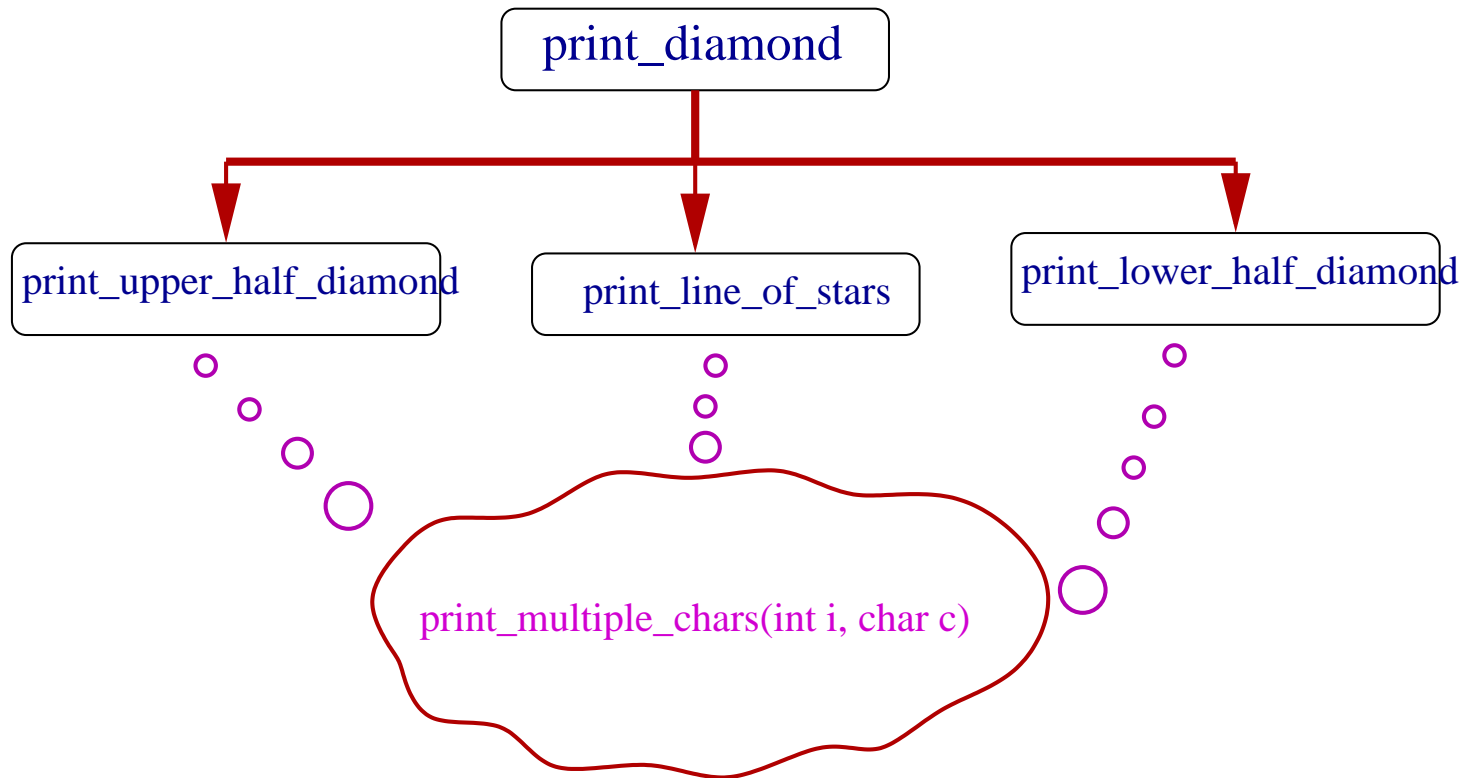 print_diamond
print_upper_half_diamond
print_line_of_stars
print_lower_half_diamond
print_multiple_chars(int i, char c)